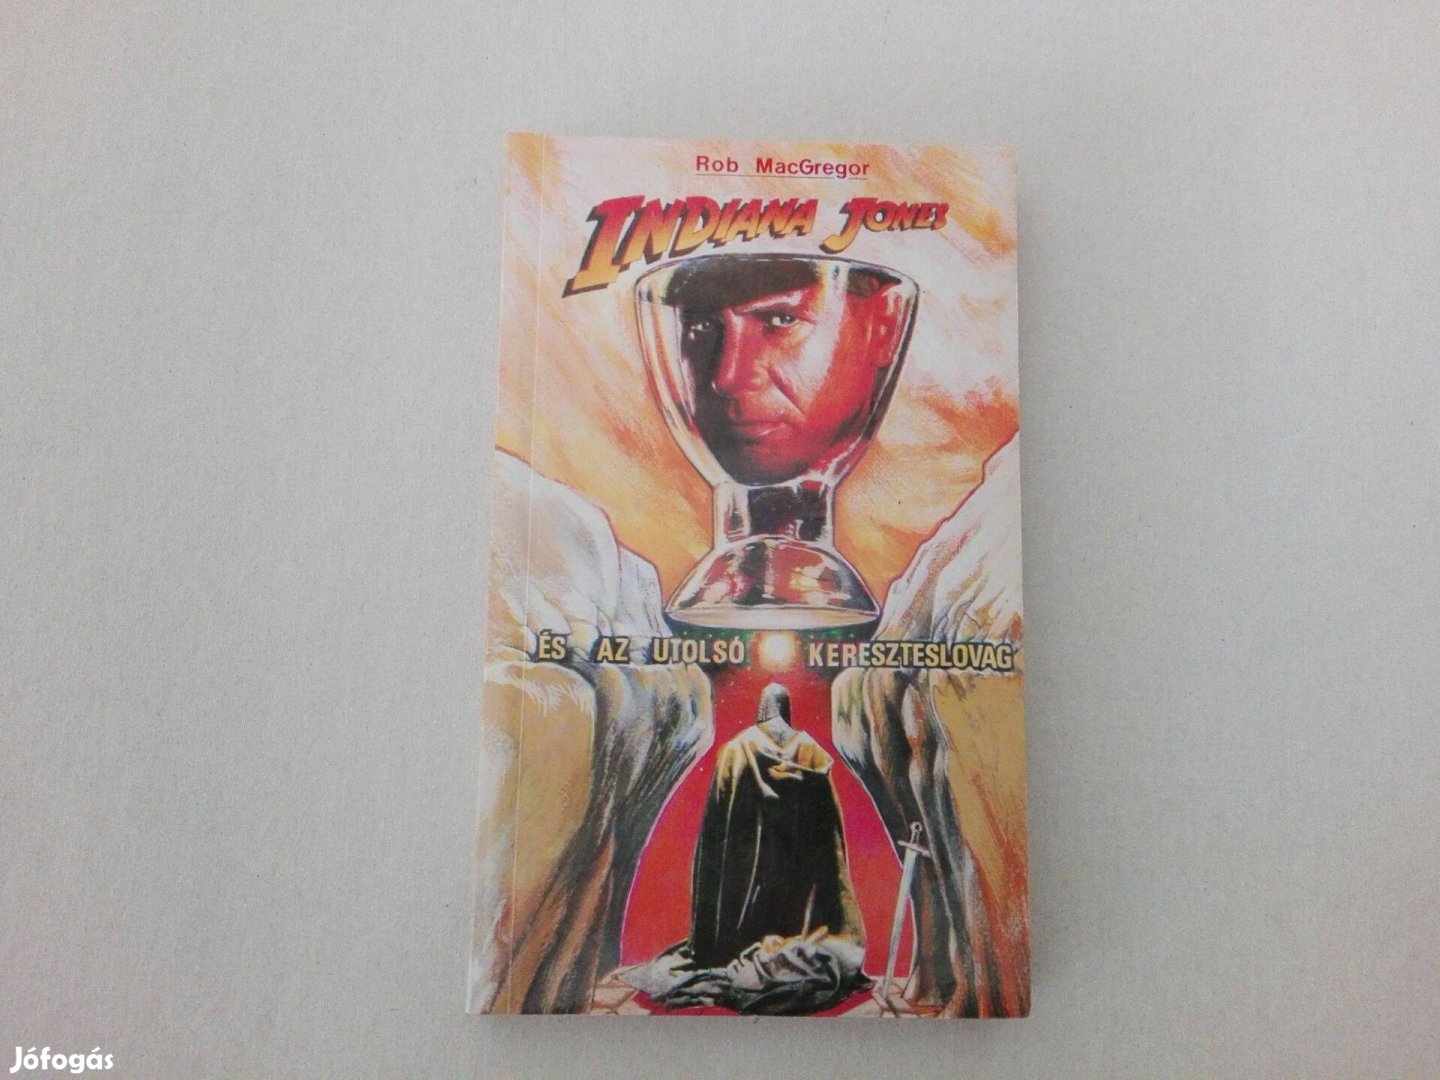 Rob MacGregor
INDIANA JONES
ÉS AZ UTOLSÓ KERESZTESLOVAG
Jófogás